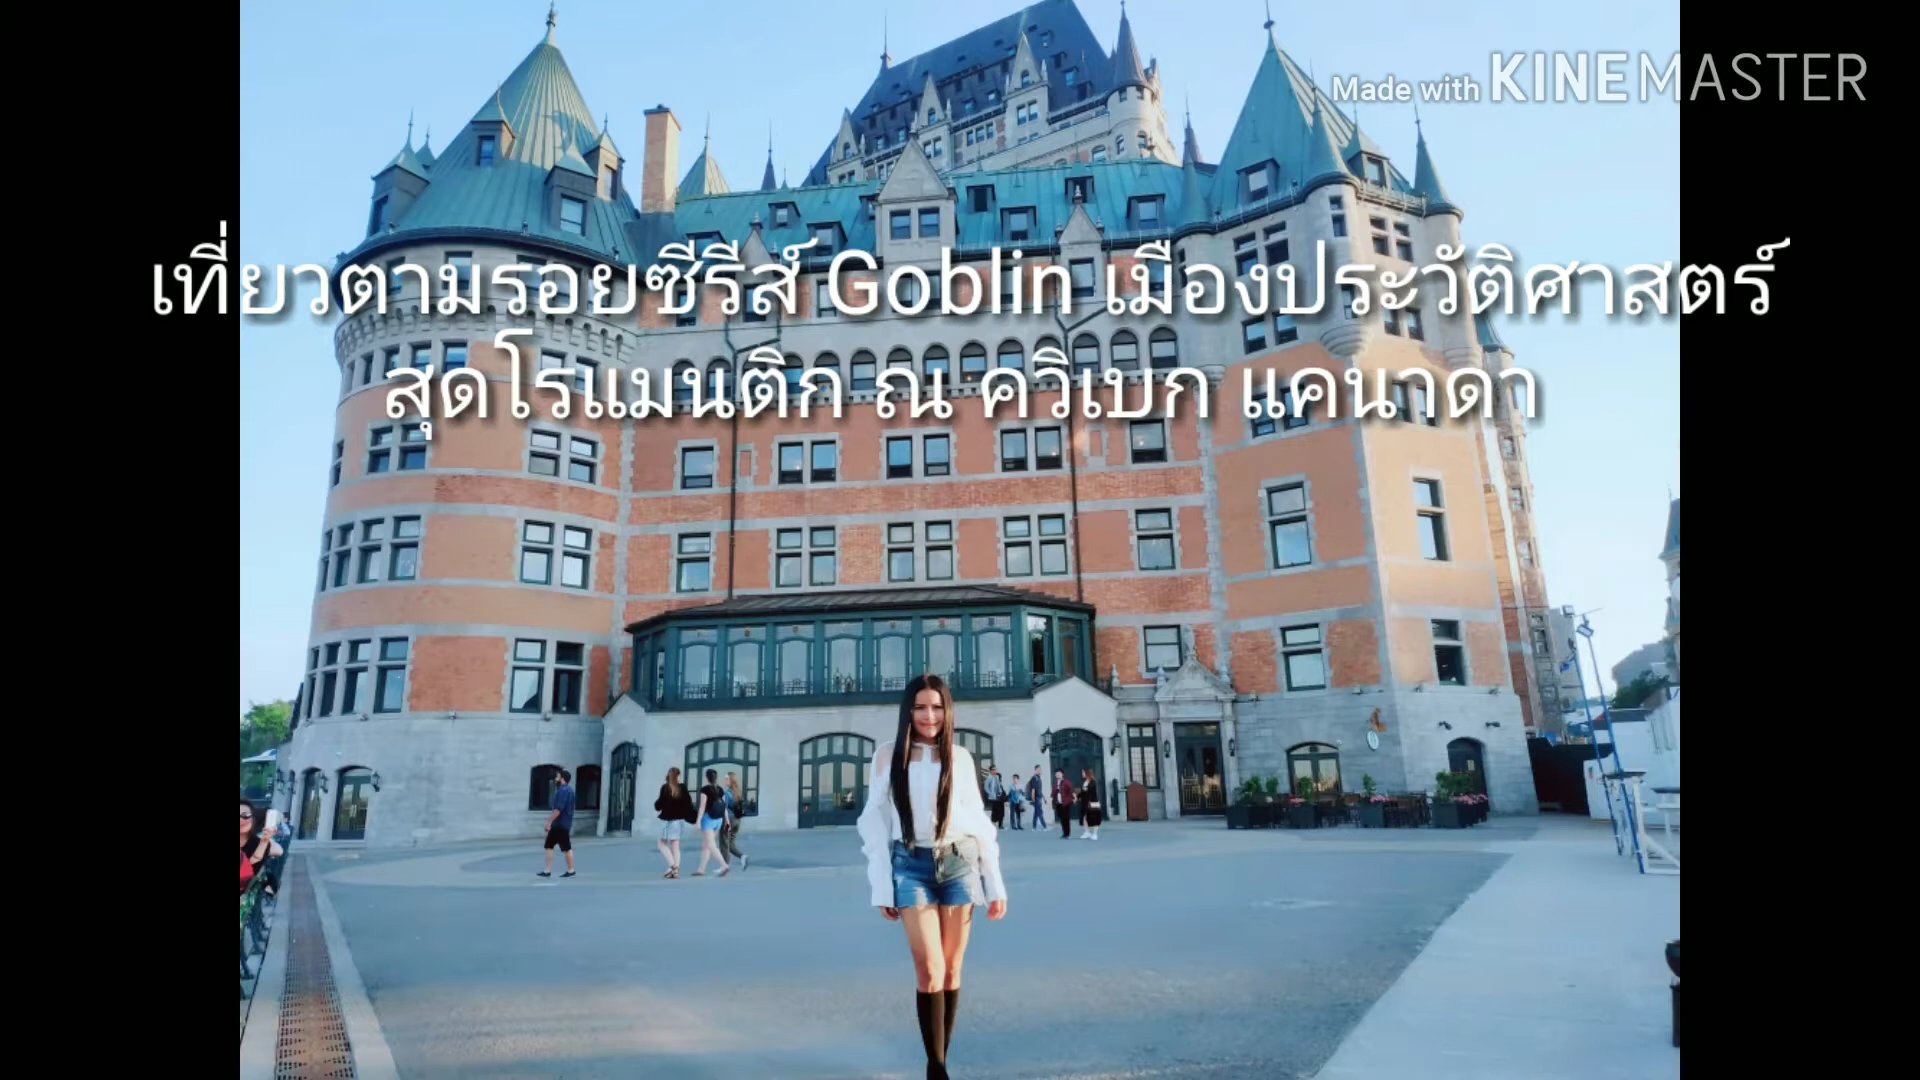 Made with KINEMASTER
เที่ยวตามรอยซีรีส์ Goblin เมืองประวัติศาสตร์
สุดโรแมนติก ณ ควิเบก แคนาดา